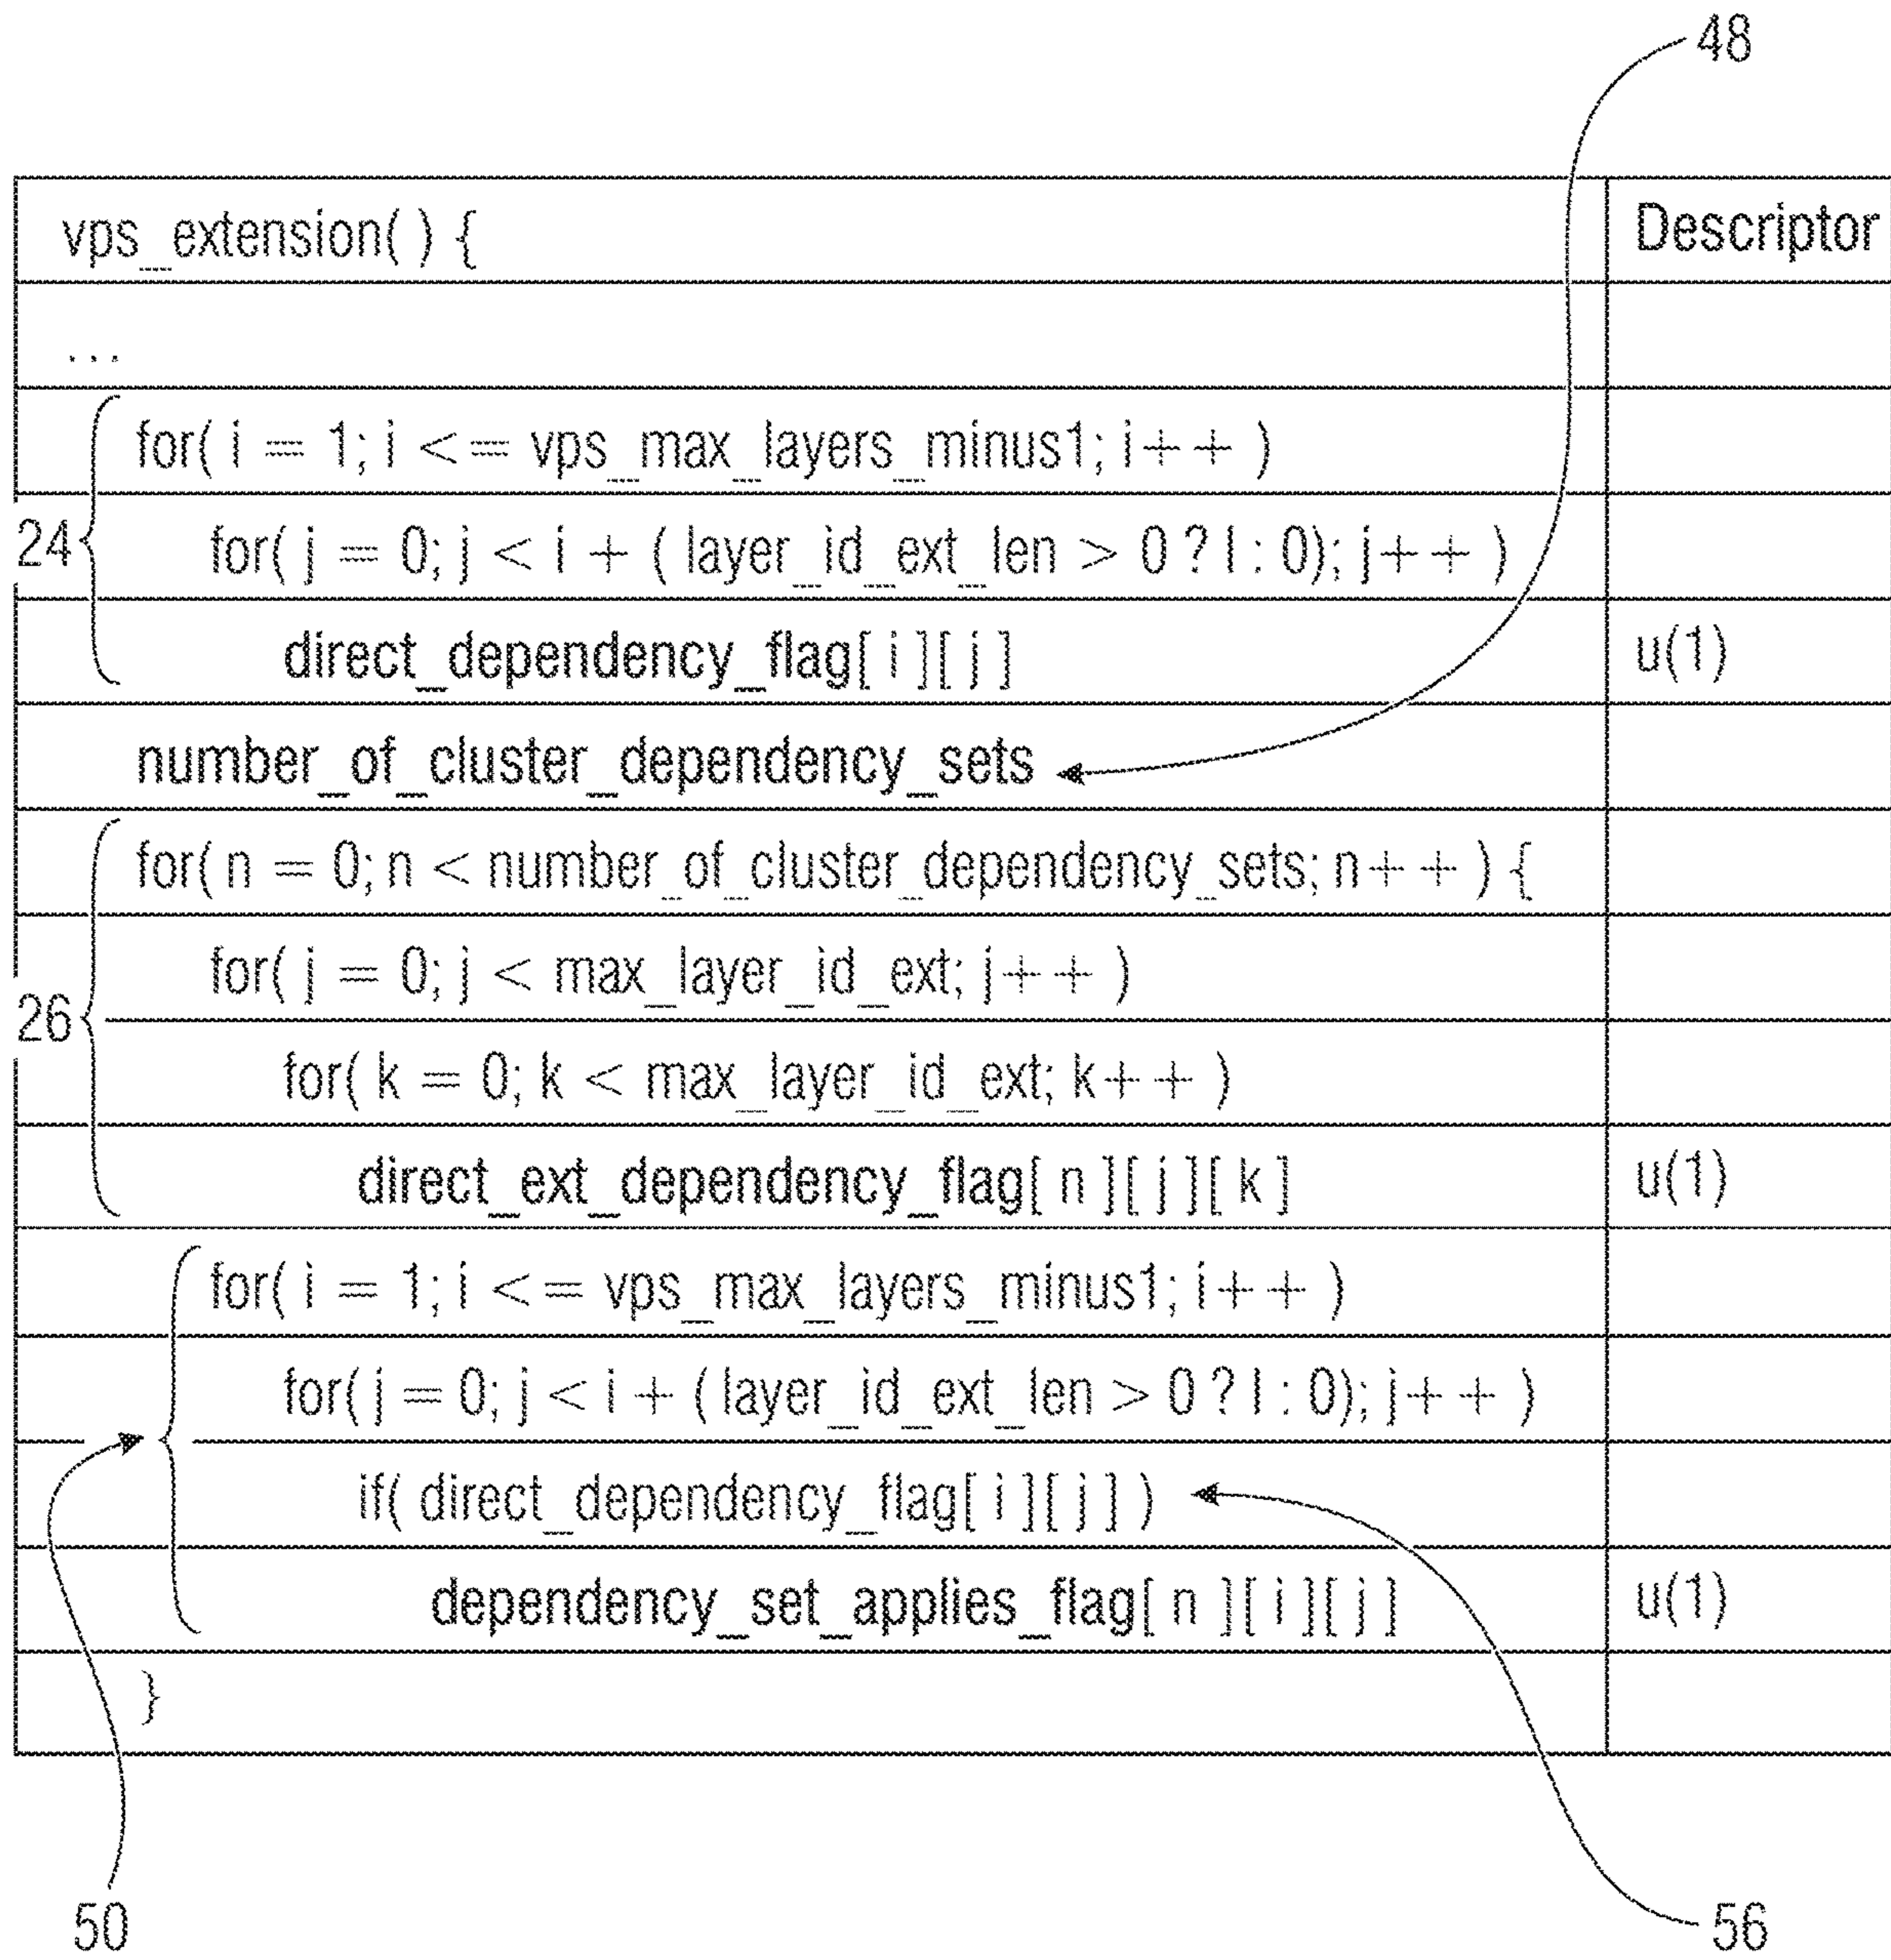 48
vps_extension( ) { Descriptor
...
for( i = 1; i <= vps_max_layers_minus1; i++ )
24
for( j = 0; j < i + ( layer_id_ext_len > 0 ? l : 0); j++ )
direct_dependency_flag[ i ][ j ] u(1)
number_of_cluster_dependency_sets
for( n = 0; n < number_of_cluster_dependency_sets; n++ ) {
for( j = 0; j < max_layer_id_ext; j++ )
26
for( k = 0; k < max_layer_id_ext; k++ )
direct_ext_dependency_flag[ n ][ j ][ k ] u(1)
for( i = 1; i <= vps_max_layers_minus1; i++ )
for( j = 0; j < i + ( layer_id_ext_len > 0 ? l : 0); j++ )
if( direct_dependency_flag[ i ][ j ] )
dependency_set_applies_flag[ n ][ i ][ j ] u(1)
}
50 56